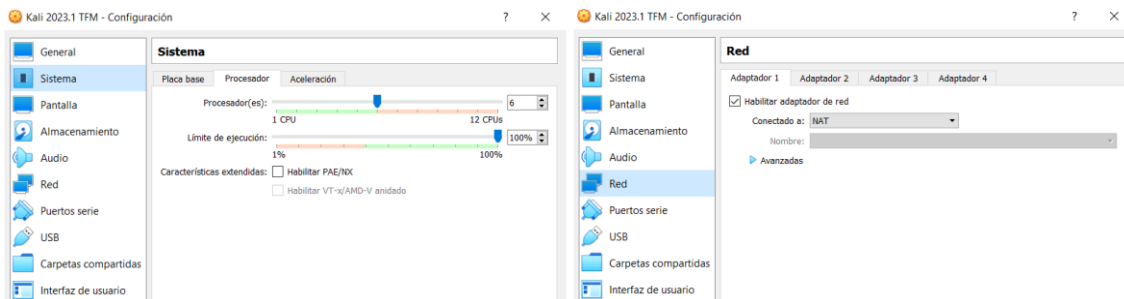 Kali 2023.1 TFM - Configuración ? ×
General
Sistema
Pantalla
Almacenamiento
Audio
Red
Puertos serie
USB
Carpetas compartidas
Interfaz de usuario
Sistema
Placa base Procesador Aceleración
Procesador(es): 6
1 CPU 12 CPUs
Límite de ejecución: 100%
1% 100%
Características extendidas: Habilitar PAE/NX
Habilitar VT-x/AMD-V anidado
Kali 2023.1 TFM - Configuración ? ×
General
Sistema
Pantalla
Almacenamiento
Audio
Red
Puertos serie
USB
Carpetas compartidas
Interfaz de usuario
Red
Adaptador 1 Adaptador 2 Adaptador 3 Adaptador 4
Habilitar adaptador de red
Conectado a: NAT
Nombre:
Avanzadas